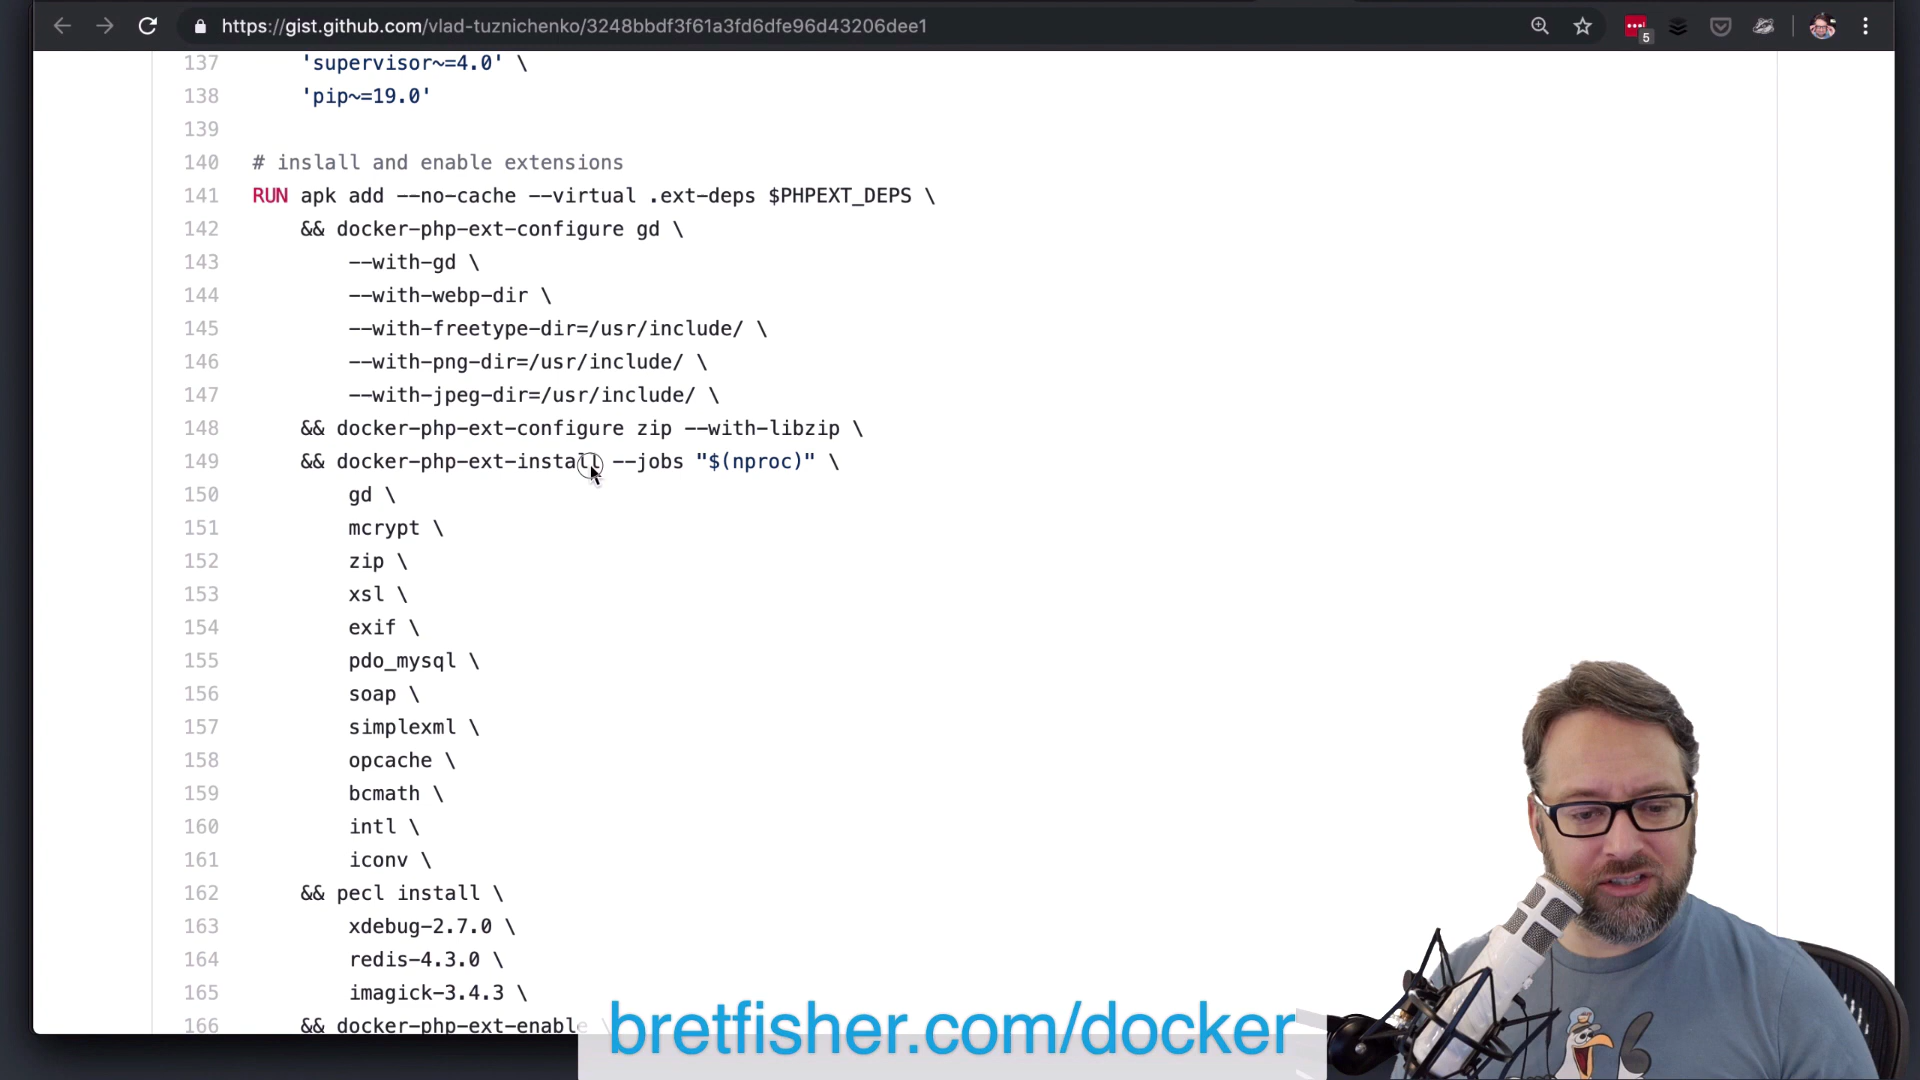 https://gist.github.com/vlad-tuznichenko/3248bbdf3f61a3fd6dfe96d43206dee1
5
137 'supervisor~=4.0' \
138 'pip~=19.0'
139
140 # inslall and enable extensions
141 RUN apk add --no-cache --virtual .ext-deps $PHPEXT_DEPS \
142 && docker-php-ext-configure gd \
143 --with-gd \
144 --with-webp-dir \
145 --with-freetype-dir=/usr/include/ \
146 --with-png-dir=/usr/include/ \
147 --with-jpeg-dir=/usr/include/ \
148 && docker-php-ext-configure zip --with-libzip \
149 && docker-php-ext-install --jobs "$(nproc)" \
150 gd \
151 mcrypt \
152 zip \
153 xsl \
154 exif \
155 pdo_mysql \
156 soap \
157 simplexml \
158 opcache \
159 bcmath \
160 intl \
161 iconv \
162 && pecl install \
163 xdebug-2.7.0 \
164 redis-4.3.0 \
165 imagick-3.4.3 \
166 && docker-php-ext-enable \
bretfisher.com/docker